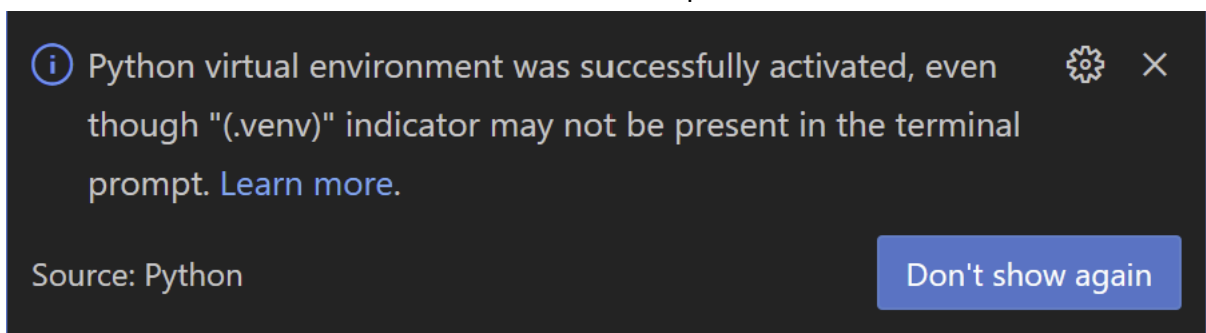 Python virtual environment was successfully activated, even
though "(.venv)" indicator may not be present in the terminal
prompt. Learn more.
Source: Python
Don't show again